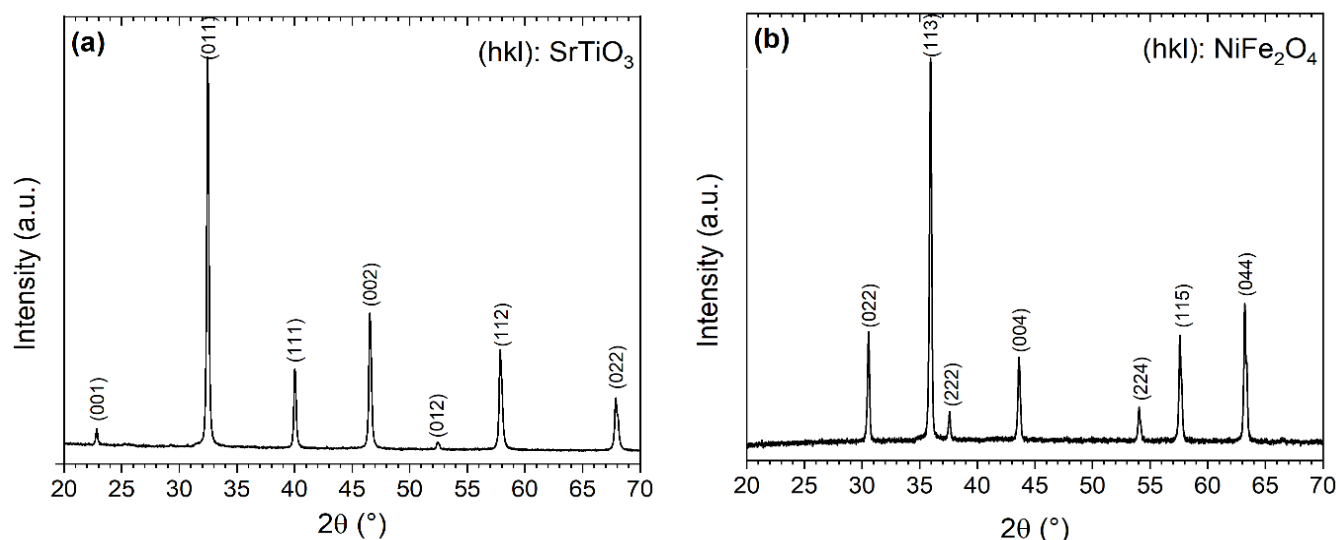 (a)
(hkl): SrTiO₃
(001)
(011)
(111)
(002)
(012)
(112)
(022)
Intensity (a.u.)
20 25 30 35 40 45 50 55 60 65 70
2θ (°)
(b)
(hkl): NiFe₂O₄
(022)
(113)
(222)
(004)
(224)
(115)
(044)
Intensity (a.u.)
20 25 30 35 40 45 50 55 60 65 70
2θ (°)